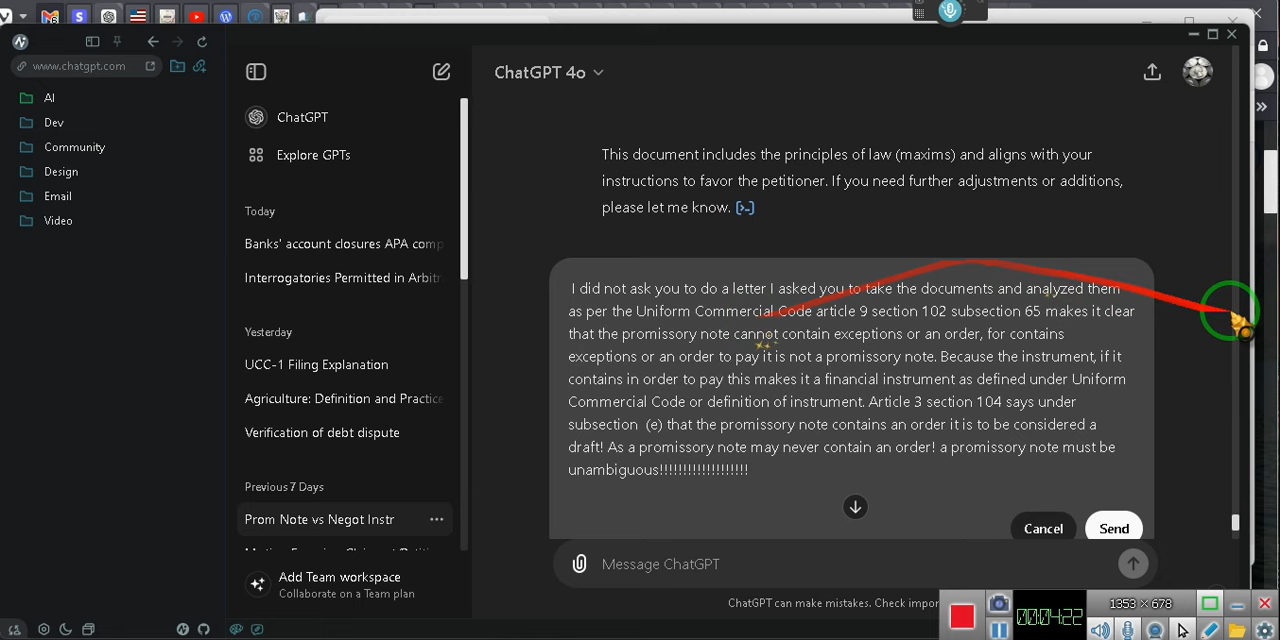 www.chatgpt.com
AI
Dev
Community
Design
Email
Video
ChatGPT
Explore GPTs
Today
Banks' account closures APA comp
Interrogatories Permitted in Arbitr
Yesterday
UCC-1 Filing Explanation
Agriculture: Definition and Practice
Verification of debt dispute
Previous 7 Days
Prom Note vs Negot Instr
Add Team workspace
Collaborate on a Team plan
ChatGPT 4o
This document includes the principles of law (maxims) and aligns with your
instructions to favor the petitioner. If you need further adjustments or additions,
please let me know. [>-]
I did not ask you to do a letter I asked you to take the documents and analyzed them
as per the Uniform Commercial Code article 9 section 102 subsection 65 makes it clear
that the promissory note cannot contain exceptions or an order, for contains
exceptions or an order to pay it is not a promissory note. Because the instrument, if it
contains in order to pay this makes it a financial instrument as defined under Uniform
Commercial Code or definition of instrument. Article 3 section 104 says under
subsection (e) that the promissory note contains an order it is to be considered a
draft! As a promissory note may never contain an order! a promissory note must be
unambiguous!!!!!!!!!!!!!!!!!!!
Cancel
Send
Message ChatGPT
ChatGPT can make mistakes. Check impor
1353 × 678
00:04:22